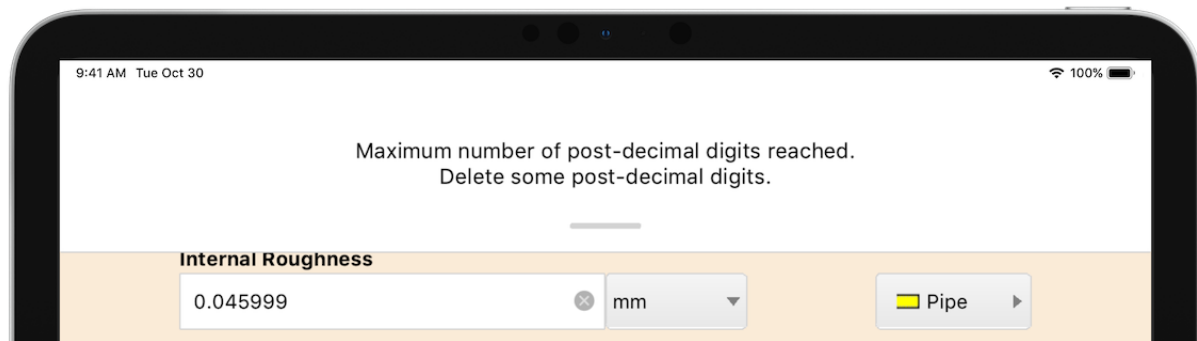 9:41 AM Tue Oct 30
100%
Maximum number of post-decimal digits reached.
Delete some post-decimal digits.
Internal Roughness
0.045999
mm
Pipe